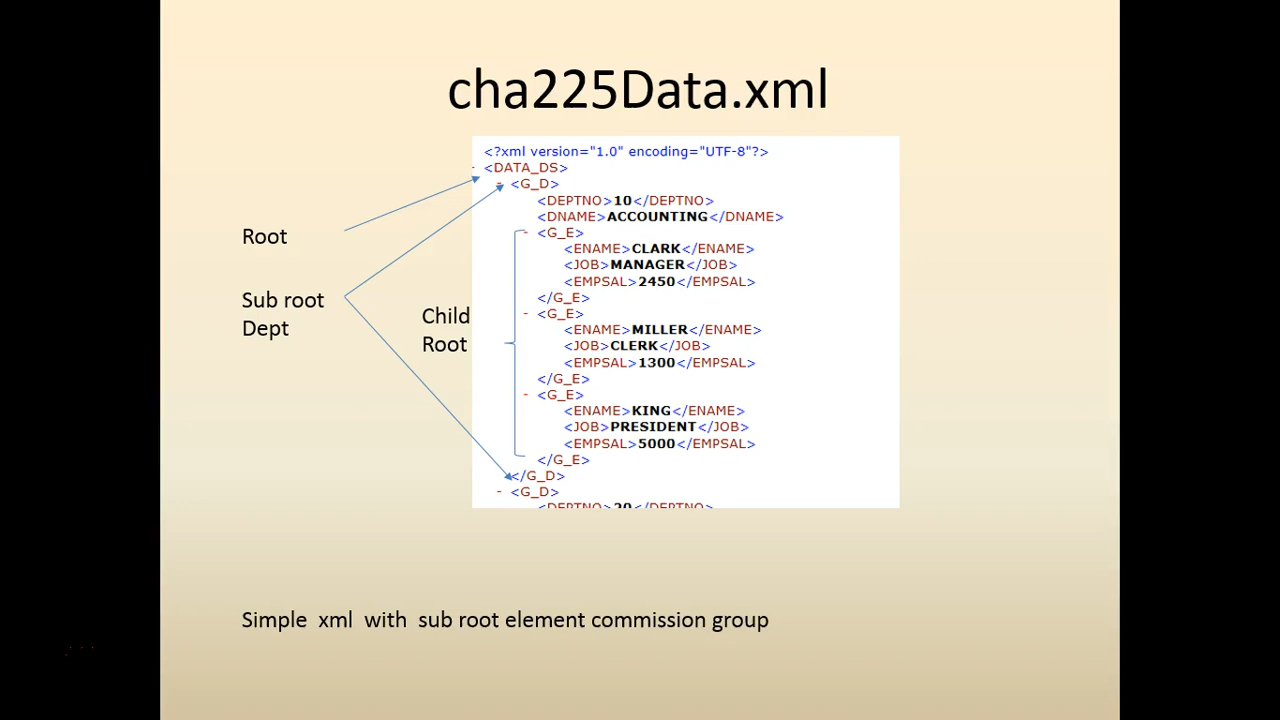 cha225Data.xml
<?xml version="1.0" encoding="UTF-8"?>
- <DATA_DS>
- <G_D>
<DEPTNO>10</DEPTNO>
<DNAME>ACCOUNTING</DNAME>
- <G_E>
<ENAME>CLARK</ENAME>
<JOB>MANAGER</JOB>
<EMPSAL>2450</EMPSAL>
</G_E>
- <G_E>
<ENAME>MILLER</ENAME>
<JOB>CLERK</JOB>
<EMPSAL>1300</EMPSAL>
</G_E>
- <G_E>
<ENAME>KING</ENAME>
<JOB>PRESIDENT</JOB>
<EMPSAL>5000</EMPSAL>
</G_E>
</G_D>
- <G_D>
<DEPTNO>20</DEPTNO>
Root
Sub root
Dept
Child
Root
Simple xml with sub root element commission group